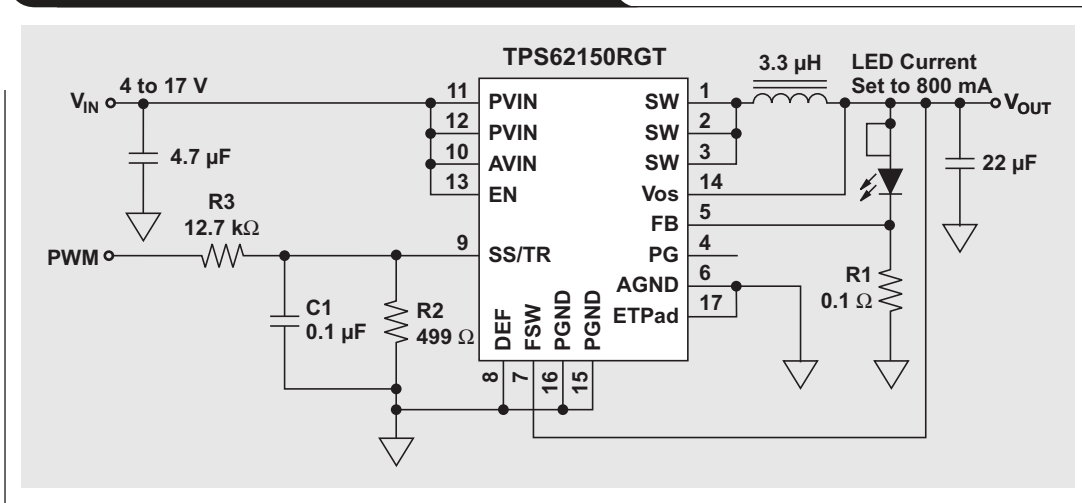 TPS62150RGT
3.3 µH
LED Current
Set to 800 mA
V_IN
4 to 17 V
V_OUT
11
12
10
13
PVIN
PVIN
AVIN
EN
SW
SW
SW
Vos
FB
PG
AGND
ETPad
1
2
3
14
5
4
6
17
4.7 µF
22 µF
R3
12.7 kΩ
PWM
9
SS/TR
C1
0.1 µF
R2
499 Ω
R1
0.1 Ω
DEF
FSW
PGND
PGND
8
7
16
15